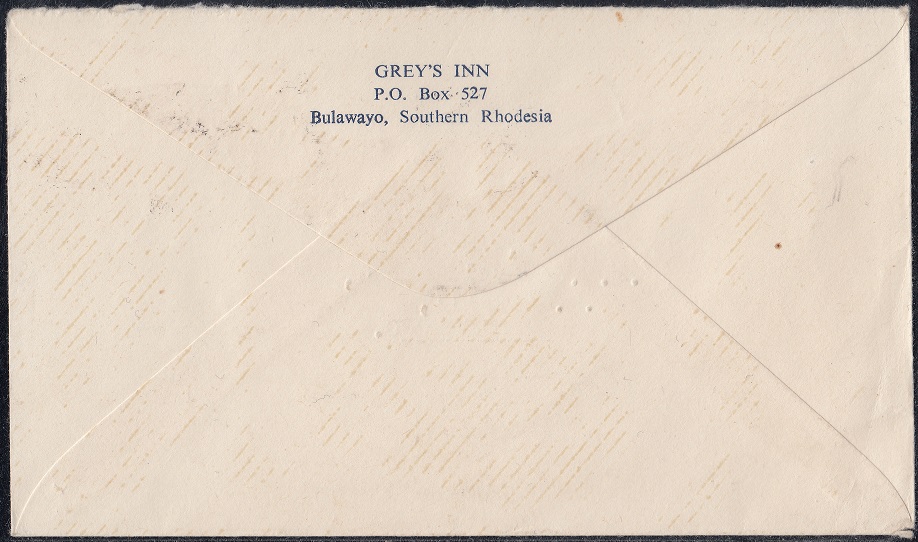 GREY'S INN
P.O. Box 527
Bulawayo, Southern Rhodesia